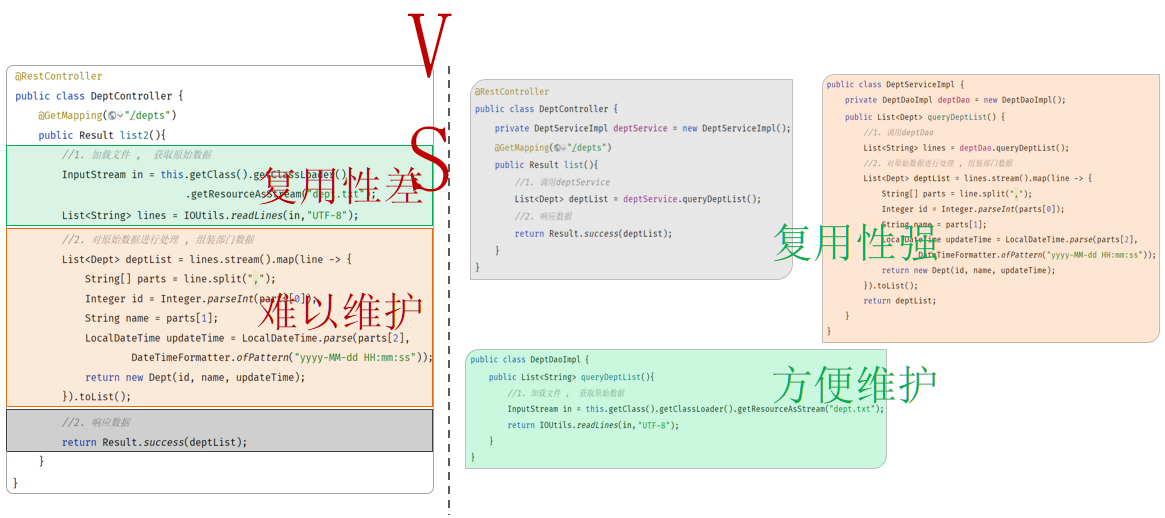 V
S
@RestController
public class DeptController {
@GetMapping("/depts")
public Result list2(){
//1. 加载文件 , 获取原始数据
InputStream in = this.getClass().getClassLoader()
.getResourceAsStream("dept.txt");
List<String> lines = IOUtils.readLines(in,"UTF-8");
复用性差
//2. 对原始数据进行处理 , 组装部门数据
List<Dept> deptList = lines.stream().map(line -> {
String[] parts = line.split(",");
Integer id = Integer.parseInt(parts[0]);
String name = parts[1];
LocalDateTime updateTime = LocalDateTime.parse(parts[2],
DateTimeFormatter.ofPattern("yyyy-MM-dd HH:mm:ss"));
return new Dept(id, name, updateTime);
}).toList();
难以维护
//2. 响应数据
return Result.success(deptList);
}
}
@RestController
public class DeptController {
private DeptServiceImpl deptService = new DeptServiceImpl();
@GetMapping("/depts")
public Result list(){
//1. 调用deptService
List<Dept> deptList = deptService.queryDeptList();
//2. 响应数据
return Result.success(deptList);
}
}
public class DeptServiceImpl {
private DeptDaoImpl deptDao = new DeptDaoImpl();
public List<Dept> queryDeptList() {
//1. 调用deptDao
List<String> lines = deptDao.queryDeptList();
//2. 对原始数据进行处理 , 组装部门数据
List<Dept> deptList = lines.stream().map(line -> {
String[] parts = line.split(",");
Integer id = Integer.parseInt(parts[0]);
String name = parts[1];
LocalDateTime updateTime = LocalDateTime.parse(parts[2],
DateTimeFormatter.ofPattern("yyyy-MM-dd HH:mm:ss"));
return new Dept(id, name, updateTime);
}).toList();
return deptList;
}
}
复用性强
public class DeptDaoImpl {
public List<String> queryDeptList(){
//1. 加载文件 , 获取原始数据
InputStream in = this.getClass().getClassLoader().getResourceAsStream("dept.txt");
return IOUtils.readLines(in,"UTF-8");
}
}
方便维护